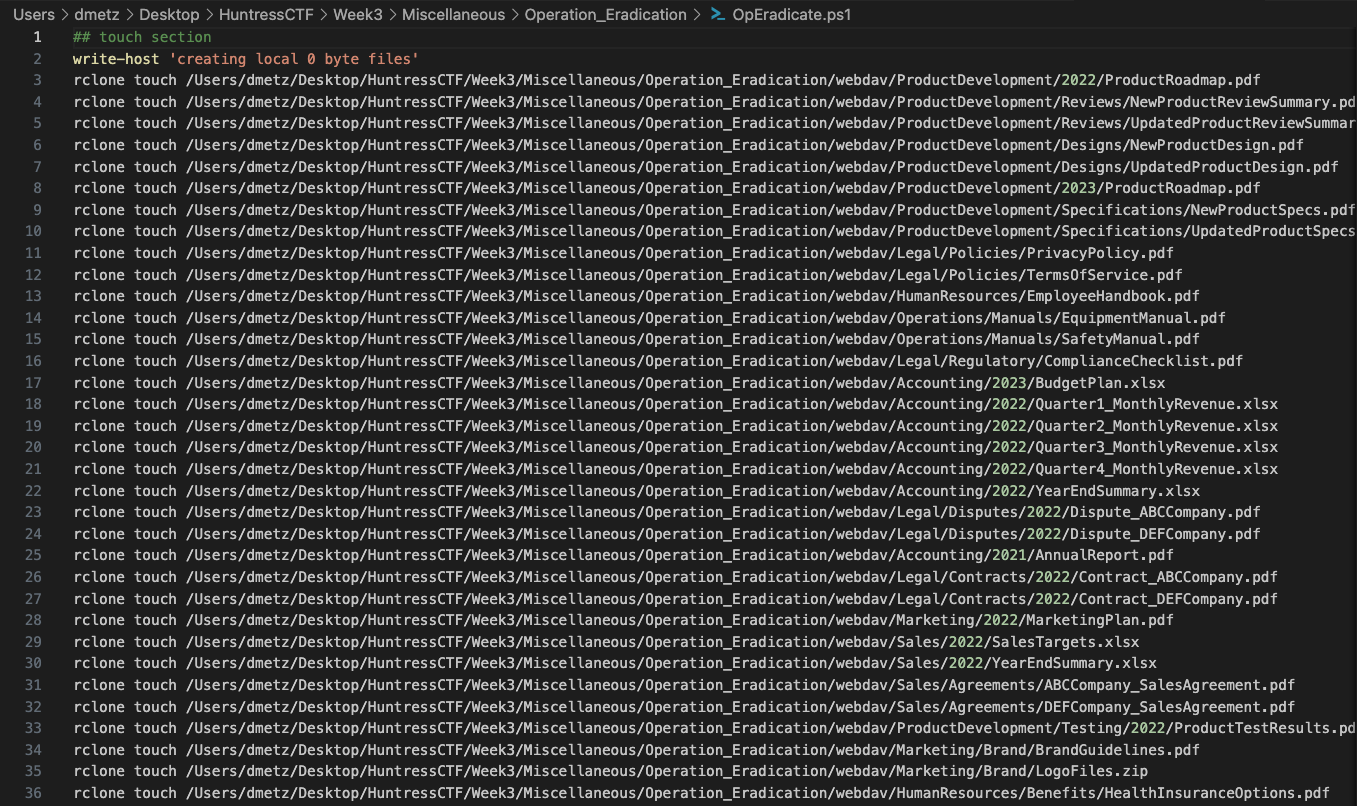 Users > dmetz > Desktop > HuntressCTF > Week3 > Miscellaneous > Operation_Eradication > OpEradicate.ps1
1 ## touch section
2 write-host 'creating local 0 byte files'
3 rclone touch /Users/dmetz/Desktop/HuntressCTF/Week3/Miscellaneous/Operation_Eradication/webdav/ProductDevelopment/2022/ProductRoadmap.pdf
4 rclone touch /Users/dmetz/Desktop/HuntressCTF/Week3/Miscellaneous/Operation_Eradication/webdav/ProductDevelopment/Reviews/NewProductReviewSummary.pd
5 rclone touch /Users/dmetz/Desktop/HuntressCTF/Week3/Miscellaneous/Operation_Eradication/webdav/ProductDevelopment/Reviews/UpdatedProductReviewSummar
6 rclone touch /Users/dmetz/Desktop/HuntressCTF/Week3/Miscellaneous/Operation_Eradication/webdav/ProductDevelopment/Designs/NewProductDesign.pdf
7 rclone touch /Users/dmetz/Desktop/HuntressCTF/Week3/Miscellaneous/Operation_Eradication/webdav/ProductDevelopment/Designs/UpdatedProductDesign.pdf
8 rclone touch /Users/dmetz/Desktop/HuntressCTF/Week3/Miscellaneous/Operation_Eradication/webdav/ProductDevelopment/2023/ProductRoadmap.pdf
9 rclone touch /Users/dmetz/Desktop/HuntressCTF/Week3/Miscellaneous/Operation_Eradication/webdav/ProductDevelopment/Specifications/NewProductSpecs.pdf
10 rclone touch /Users/dmetz/Desktop/HuntressCTF/Week3/Miscellaneous/Operation_Eradication/webdav/ProductDevelopment/Specifications/UpdatedProductSpecs
11 rclone touch /Users/dmetz/Desktop/HuntressCTF/Week3/Miscellaneous/Operation_Eradication/webdav/Legal/Policies/PrivacyPolicy.pdf
12 rclone touch /Users/dmetz/Desktop/HuntressCTF/Week3/Miscellaneous/Operation_Eradication/webdav/Legal/Policies/TermsOfService.pdf
13 rclone touch /Users/dmetz/Desktop/HuntressCTF/Week3/Miscellaneous/Operation_Eradication/webdav/HumanResources/EmployeeHandbook.pdf
14 rclone touch /Users/dmetz/Desktop/HuntressCTF/Week3/Miscellaneous/Operation_Eradication/webdav/Operations/Manuals/EquipmentManual.pdf
15 rclone touch /Users/dmetz/Desktop/HuntressCTF/Week3/Miscellaneous/Operation_Eradication/webdav/Operations/Manuals/SafetyManual.pdf
16 rclone touch /Users/dmetz/Desktop/HuntressCTF/Week3/Miscellaneous/Operation_Eradication/webdav/Legal/Regulatory/ComplianceChecklist.pdf
17 rclone touch /Users/dmetz/Desktop/HuntressCTF/Week3/Miscellaneous/Operation_Eradication/webdav/Accounting/2023/BudgetPlan.xlsx
18 rclone touch /Users/dmetz/Desktop/HuntressCTF/Week3/Miscellaneous/Operation_Eradication/webdav/Accounting/2022/Quarter1_MonthlyRevenue.xlsx
19 rclone touch /Users/dmetz/Desktop/HuntressCTF/Week3/Miscellaneous/Operation_Eradication/webdav/Accounting/2022/Quarter2_MonthlyRevenue.xlsx
20 rclone touch /Users/dmetz/Desktop/HuntressCTF/Week3/Miscellaneous/Operation_Eradication/webdav/Accounting/2022/Quarter3_MonthlyRevenue.xlsx
21 rclone touch /Users/dmetz/Desktop/HuntressCTF/Week3/Miscellaneous/Operation_Eradication/webdav/Accounting/2022/Quarter4_MonthlyRevenue.xlsx
22 rclone touch /Users/dmetz/Desktop/HuntressCTF/Week3/Miscellaneous/Operation_Eradication/webdav/Accounting/2022/YearEndSummary.xlsx
23 rclone touch /Users/dmetz/Desktop/HuntressCTF/Week3/Miscellaneous/Operation_Eradication/webdav/Legal/Disputes/2022/Dispute_ABCCompany.pdf
24 rclone touch /Users/dmetz/Desktop/HuntressCTF/Week3/Miscellaneous/Operation_Eradication/webdav/Legal/Disputes/2022/Dispute_DEFCompany.pdf
25 rclone touch /Users/dmetz/Desktop/HuntressCTF/Week3/Miscellaneous/Operation_Eradication/webdav/Accounting/2021/AnnualReport.pdf
26 rclone touch /Users/dmetz/Desktop/HuntressCTF/Week3/Miscellaneous/Operation_Eradication/webdav/Legal/Contracts/2022/Contract_ABCCompany.pdf
27 rclone touch /Users/dmetz/Desktop/HuntressCTF/Week3/Miscellaneous/Operation_Eradication/webdav/Legal/Contracts/2022/Contract_DEFCompany.pdf
28 rclone touch /Users/dmetz/Desktop/HuntressCTF/Week3/Miscellaneous/Operation_Eradication/webdav/Marketing/2022/MarketingPlan.pdf
29 rclone touch /Users/dmetz/Desktop/HuntressCTF/Week3/Miscellaneous/Operation_Eradication/webdav/Sales/2022/SalesTargets.xlsx
30 rclone touch /Users/dmetz/Desktop/HuntressCTF/Week3/Miscellaneous/Operation_Eradication/webdav/Sales/2022/YearEndSummary.xlsx
31 rclone touch /Users/dmetz/Desktop/HuntressCTF/Week3/Miscellaneous/Operation_Eradication/webdav/Sales/Agreements/ABCCompany_SalesAgreement.pdf
32 rclone touch /Users/dmetz/Desktop/HuntressCTF/Week3/Miscellaneous/Operation_Eradication/webdav/Sales/Agreements/DEFCompany_SalesAgreement.pdf
33 rclone touch /Users/dmetz/Desktop/HuntressCTF/Week3/Miscellaneous/Operation_Eradication/webdav/ProductDevelopment/Testing/2022/ProductTestResults.pd
34 rclone touch /Users/dmetz/Desktop/HuntressCTF/Week3/Miscellaneous/Operation_Eradication/webdav/Marketing/Brand/BrandGuidelines.pdf
35 rclone touch /Users/dmetz/Desktop/HuntressCTF/Week3/Miscellaneous/Operation_Eradication/webdav/Marketing/Brand/LogoFiles.zip
36 rclone touch /Users/dmetz/Desktop/HuntressCTF/Week3/Miscellaneous/Operation_Eradication/webdav/HumanResources/Benefits/HealthInsuranceOptions.pdf